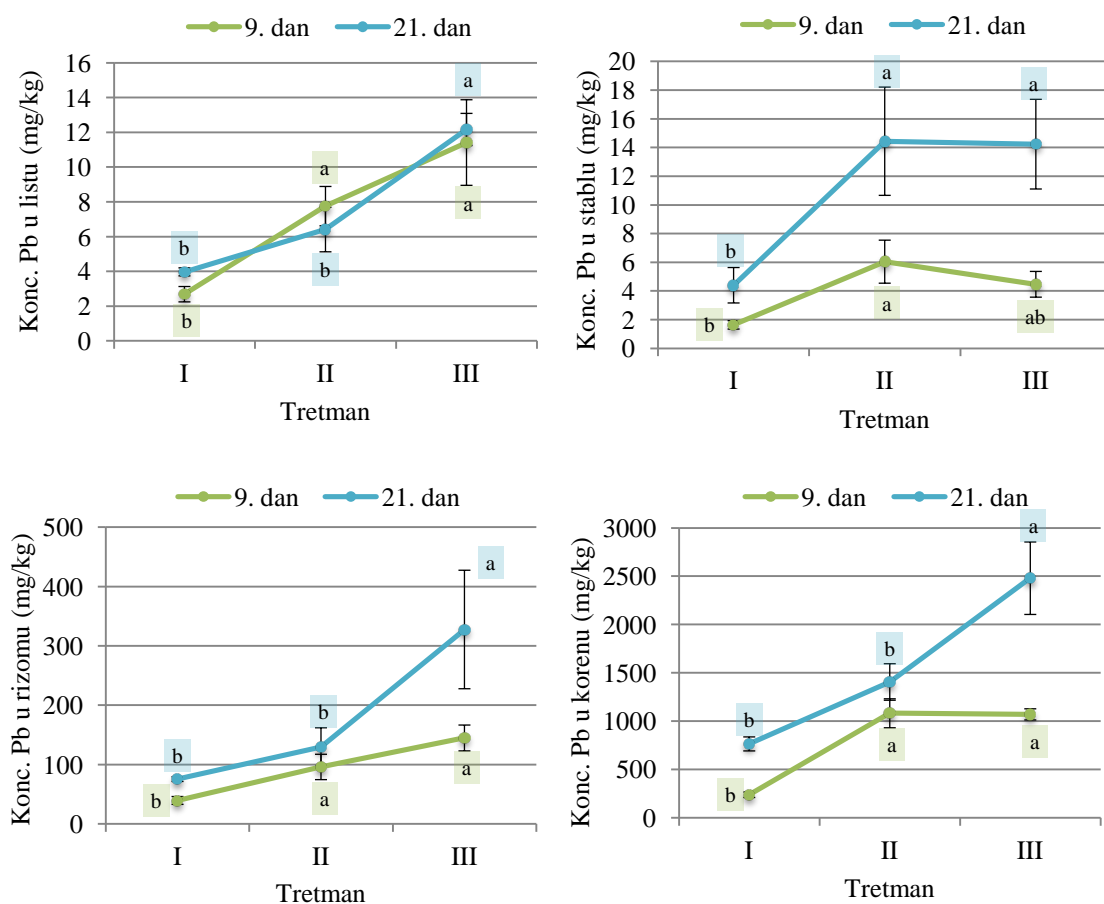 9. dan 21. dan
Konc. Pb u listu (mg/kg)
16
14
12
10
8
6
4
2
0
a
a
a
b
b
b
I II III
Tretman
9. dan 21. dan
Konc. Pb u stablu (mg/kg)
20
18
16
14
12
10
8
6
4
2
0
a a
b
b a ab
I II III
Tretman
9. dan 21. dan
Konc. Pb u rizomu (mg/kg)
500
400
300
200
100
0
a
b
b
a
b a
I II III
Tretman
9. dan 21. dan
Konc. Pb u korenu (mg/kg)
3000
2500
2000
1500
1000
500
0
a
b
b
a a
b
I II III
Tretman